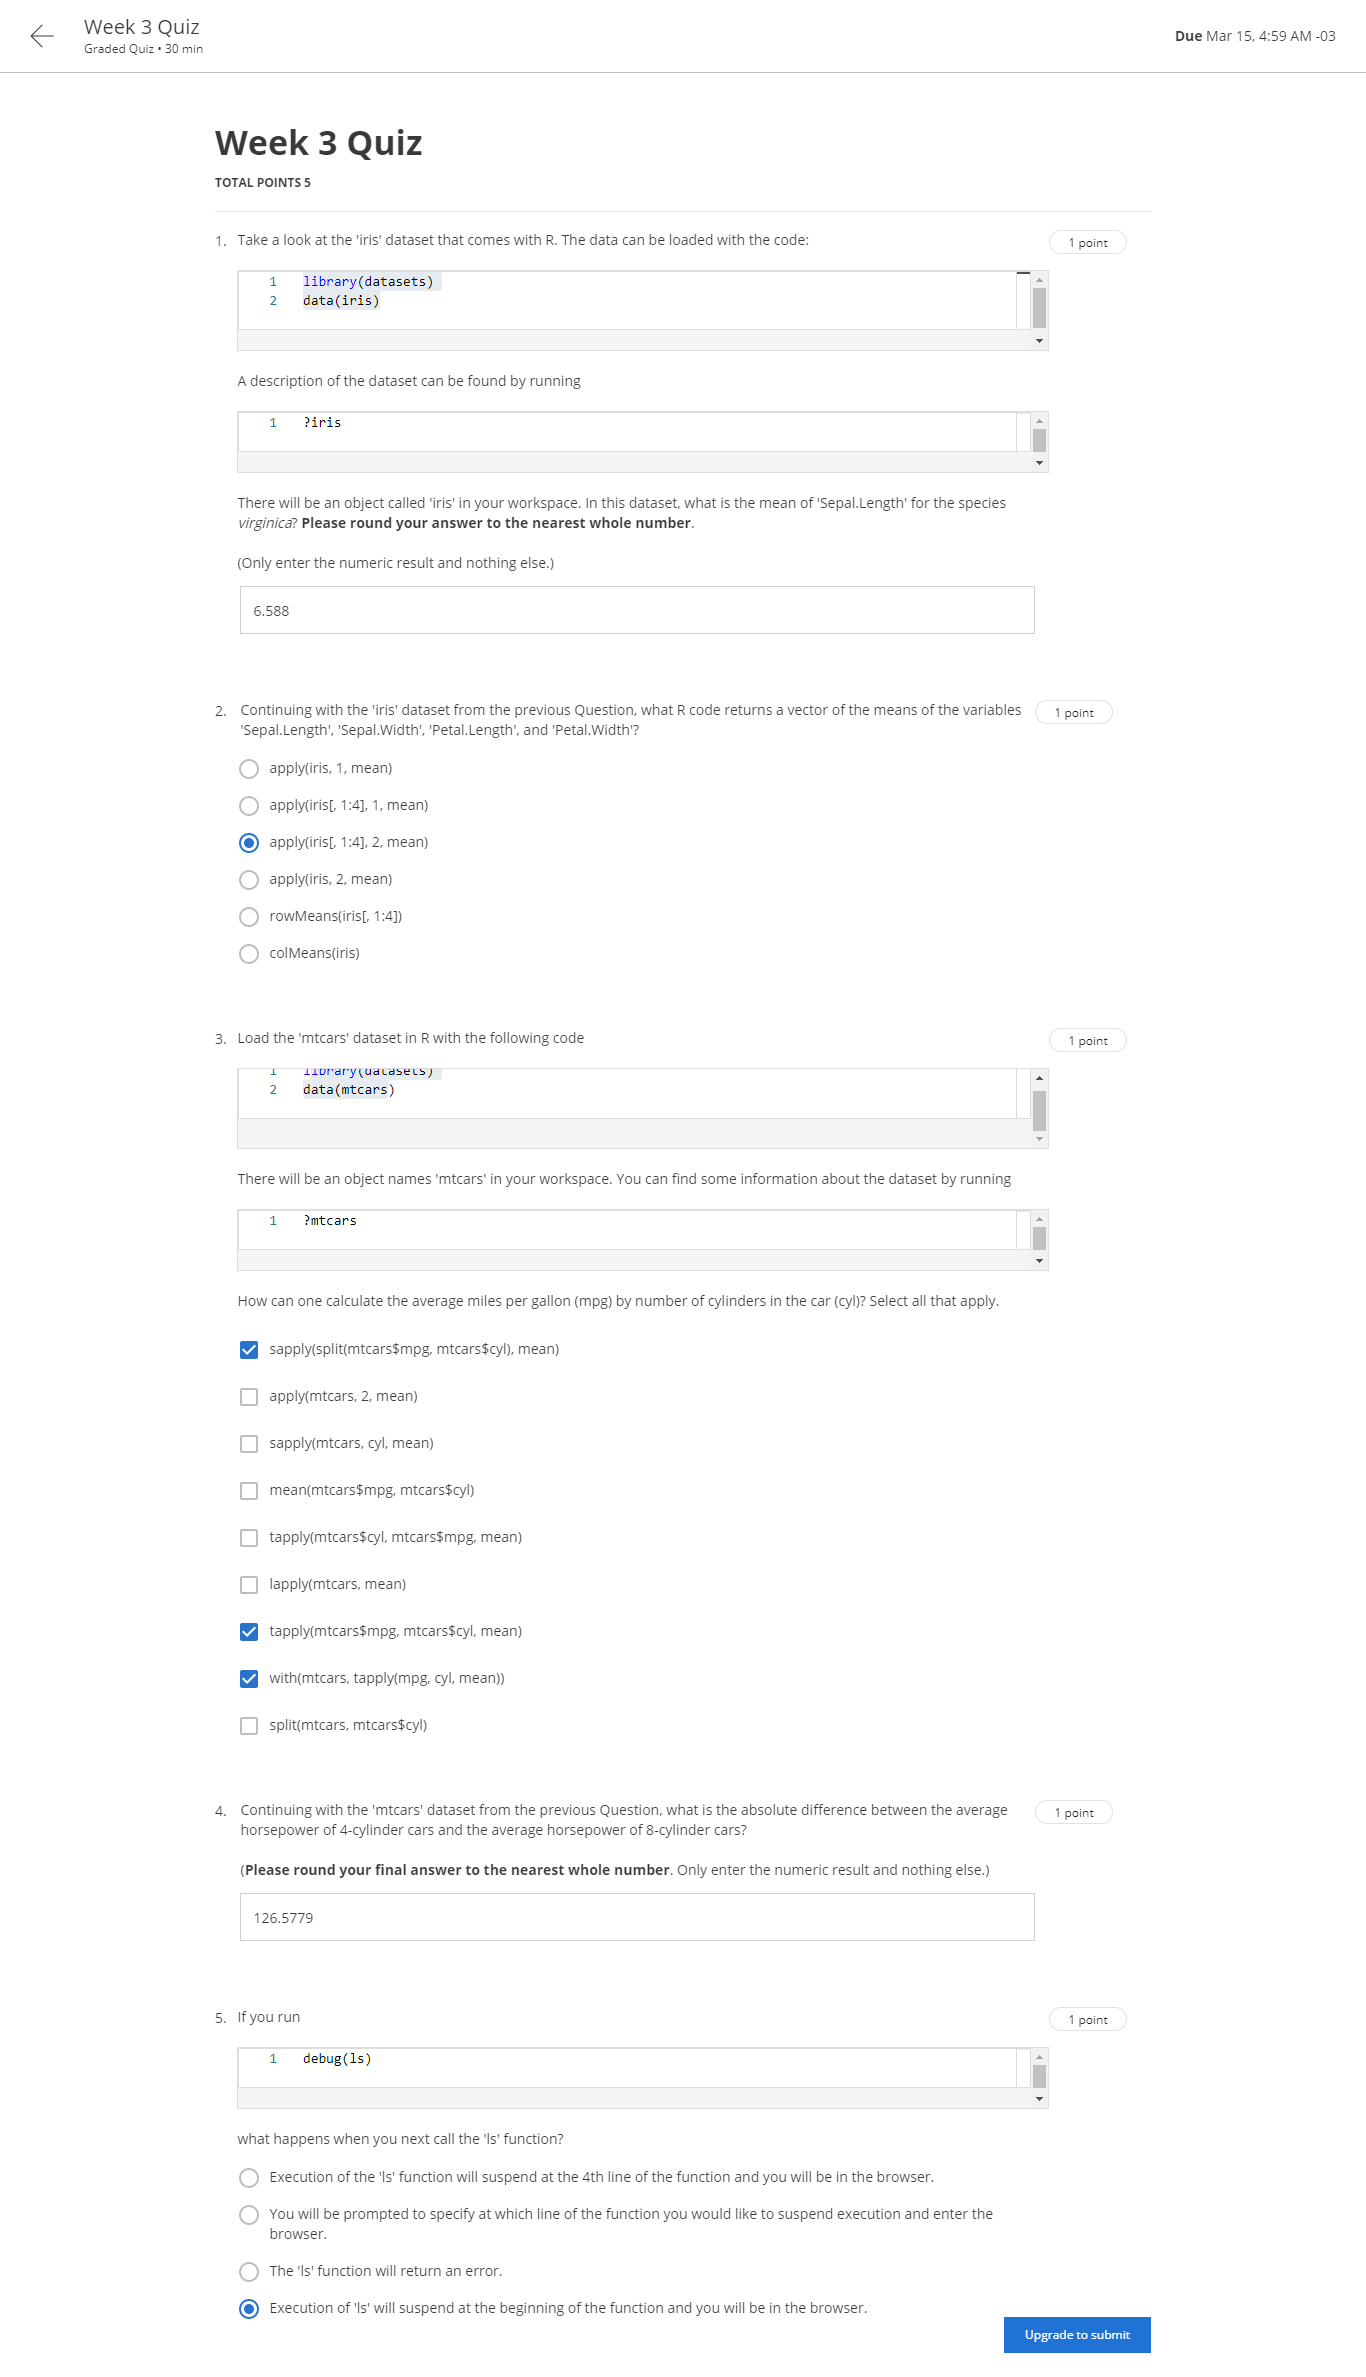 Week 3 Quiz
Graded Quiz • 30 min
Due Mar 15, 4:59 AM -03
Week 3 Quiz
TOTAL POINTS 5
1. Take a look at the 'iris' dataset that comes with R. The data can be loaded with the code:
1 point
1 library(datasets)
2 data(iris)
A description of the dataset can be found by running
1 ?iris
There will be an object called 'iris' in your workspace. In this dataset, what is the mean of 'Sepal.Length' for the species
virginica? Please round your answer to the nearest whole number.
(Only enter the numeric result and nothing else.)
6.588
2. Continuing with the 'iris' dataset from the previous Question, what R code returns a vector of the means of the variables
'Sepal.Length', 'Sepal.Width', 'Petal.Length', and 'Petal.Width'?
1 point
apply(iris, 1, mean)
apply(iris[, 1:4], 1, mean)
apply(iris[, 1:4], 2, mean)
apply(iris, 2, mean)
rowMeans(iris[, 1:4])
colMeans(iris)
3. Load the 'mtcars' dataset in R with the following code
1 point
1 library(datasets)
2 data(mtcars)
There will be an object names 'mtcars' in your workspace. You can find some information about the dataset by running
1 ?mtcars
How can one calculate the average miles per gallon (mpg) by number of cylinders in the car (cyl)? Select all that apply.
sapply(split(mtcars$mpg, mtcars$cyl), mean)
apply(mtcars, 2, mean)
sapply(mtcars, cyl, mean)
mean(mtcars$mpg, mtcars$cyl)
tapply(mtcars$cyl, mtcars$mpg, mean)
lapply(mtcars, mean)
tapply(mtcars$mpg, mtcars$cyl, mean)
with(mtcars, tapply(mpg, cyl, mean))
split(mtcars, mtcars$cyl)
4. Continuing with the 'mtcars' dataset from the previous Question, what is the absolute difference between the average
horsepower of 4-cylinder cars and the average horsepower of 8-cylinder cars?
1 point
(Please round your final answer to the nearest whole number. Only enter the numeric result and nothing else.)
126.5779
5. If you run
1 point
1 debug(ls)
what happens when you next call the 'ls' function?
Execution of the 'ls' function will suspend at the 4th line of the function and you will be in the browser.
You will be prompted to specify at which line of the function you would like to suspend execution and enter the
browser.
The 'ls' function will return an error.
Execution of 'ls' will suspend at the beginning of the function and you will be in the browser.
Upgrade to submit